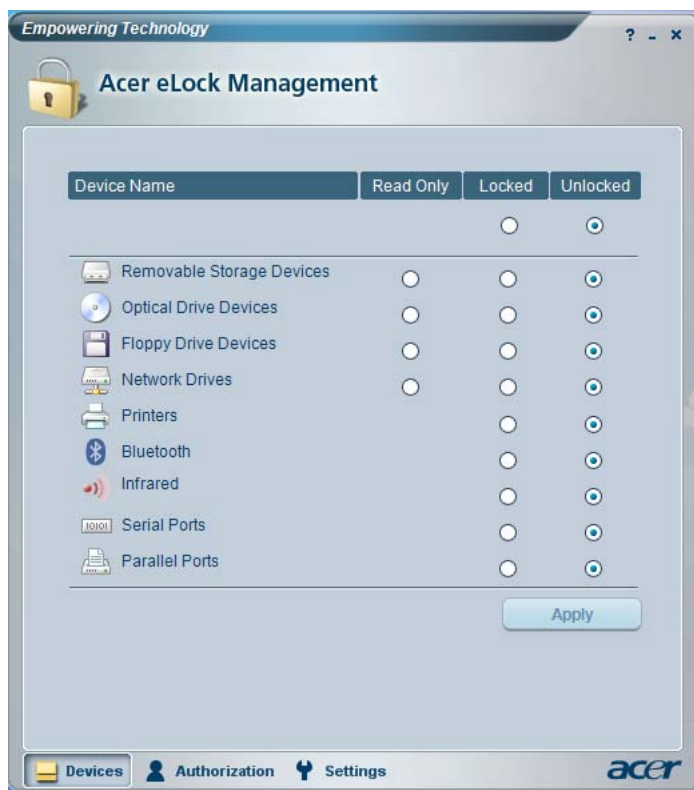 Empowering Technology
? - ×
Acer eLock Management
Device Name Read Only Locked Unlocked
Removable Storage Devices
Optical Drive Devices
Floppy Drive Devices
Network Drives
Printers
Bluetooth
Infrared
10101 Serial Ports
Parallel Ports
Apply
Devices Authorization Settings acer